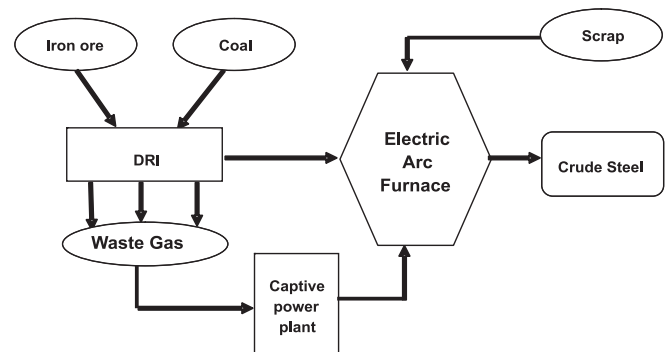 Iron ore
Coal
Scrap
DRI
Electric
Arc
Furnace
Crude Steel
Waste Gas
Captive
power
plant